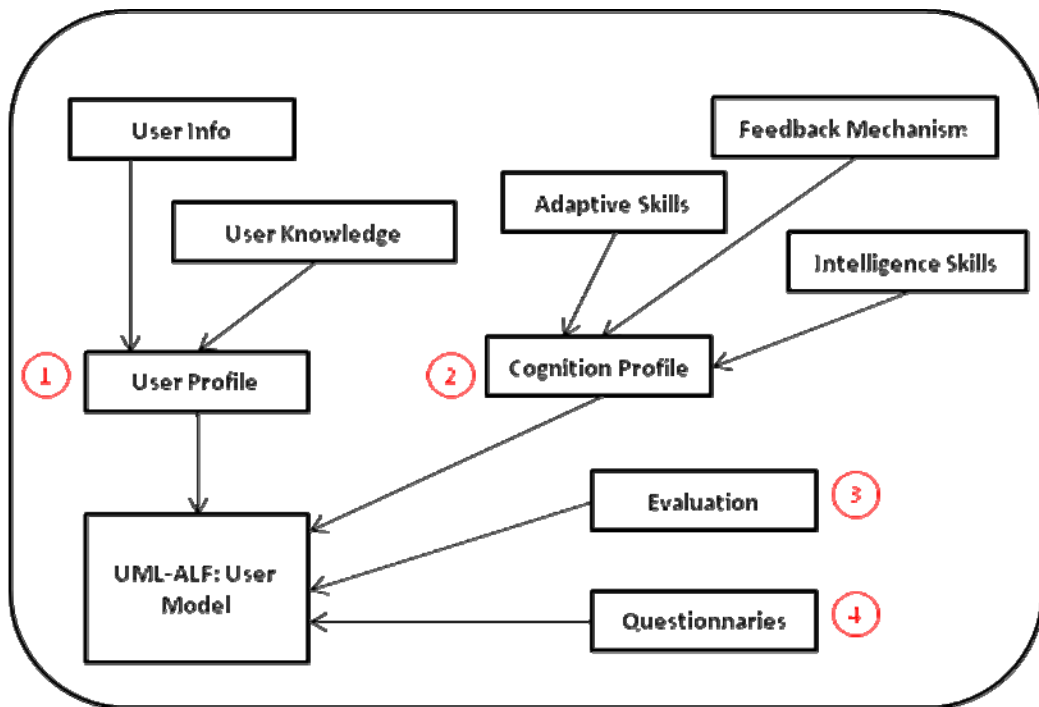 User Info
Feedback Mechanism
Adaptive Skills
User Knowledge
Intelligence Skills
1
User Profile
2
Cognition Profile
Evaluation
3
UML-ALF: User
Model
Questionnaries
4